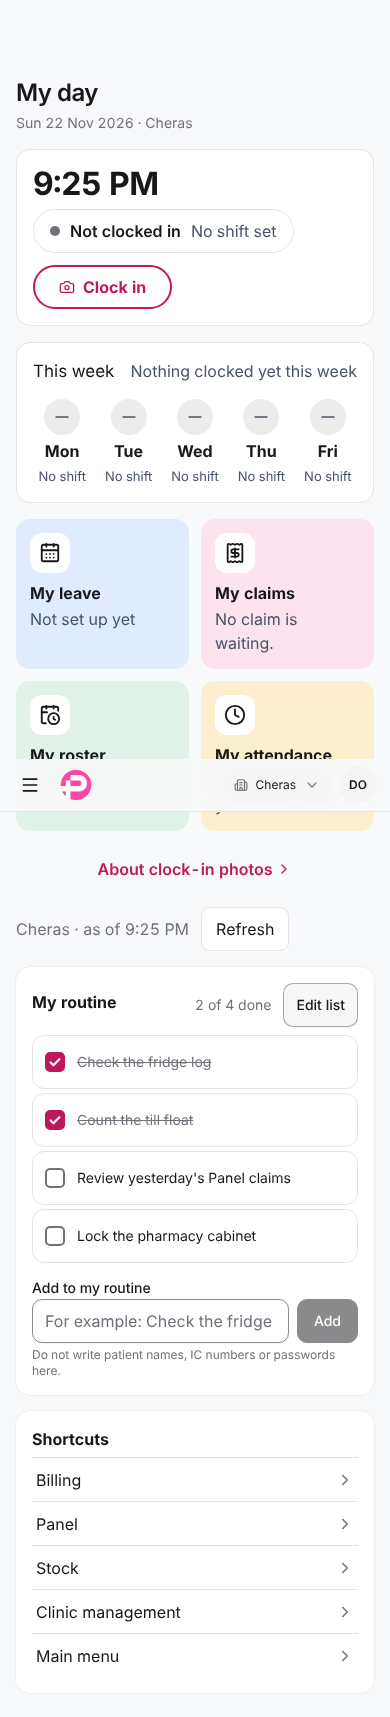 My day
Sun 22 Nov 2026 · Cheras
9:25 PM
Not clocked in No shift set
Clock in
This week Nothing clocked yet this week
Mon Tue Wed Thu Fri
No shift No shift No shift No shift No shift
My leave
Not set up yet
My claims
No claim is
waiting.
My roster
My attendance
Cheras DO
About clock-in photos
Cheras · as of 9:25 PM Refresh
My routine 2 of 4 done Edit list
Check the fridge log
Count the till float
Review yesterday's Panel claims
Lock the pharmacy cabinet
Add to my routine
For example: Check the fridge Add
Do not write patient names, IC numbers or passwords
here.
Shortcuts
Billing
Panel
Stock
Clinic management
Main menu